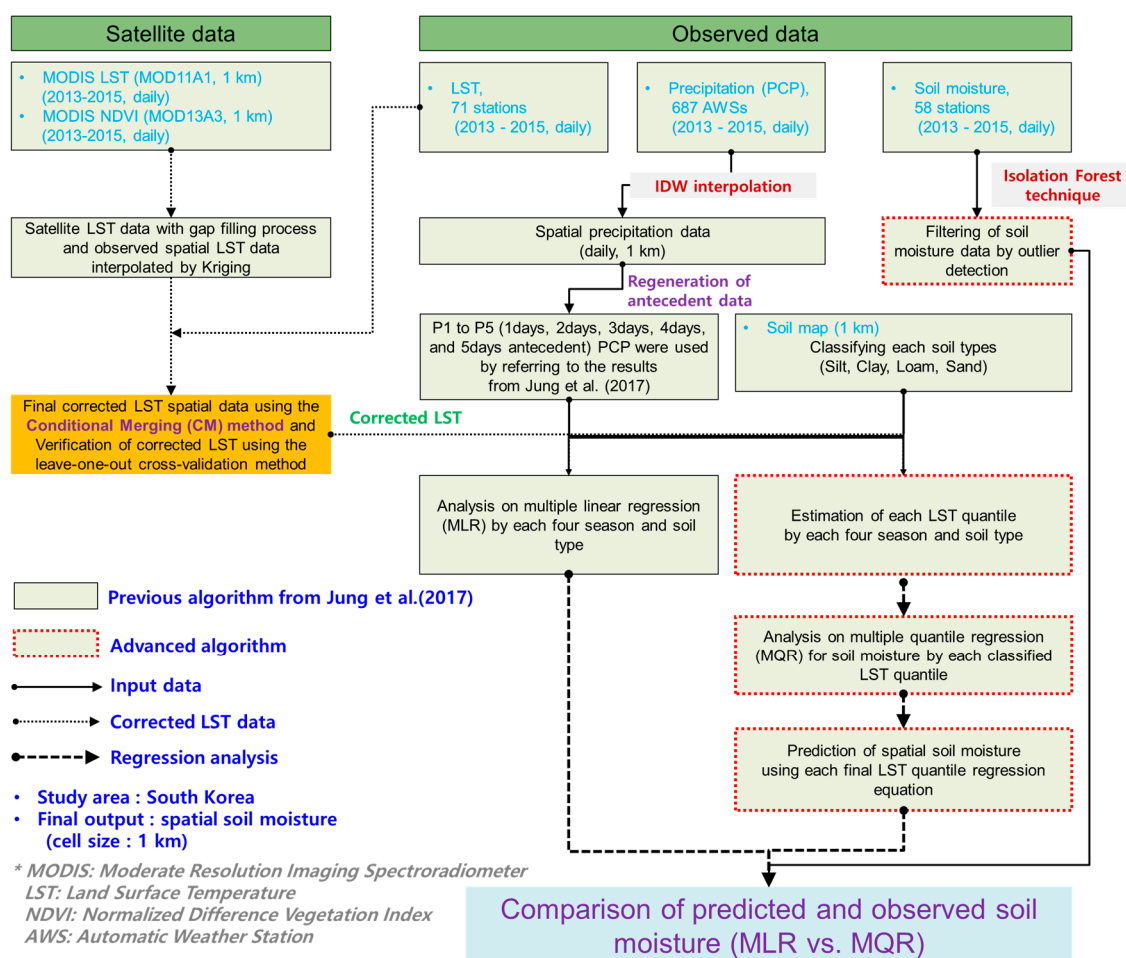 Satellite data
Observed data
• MODIS LST (MOD11A1, 1 km)
(2013-2015, daily)
• MODIS NDVI (MOD13A3, 1 km)
(2013-2015, daily)
• LST,
71 stations
(2013 - 2015, daily)
• Precipitation (PCP),
687 AWSs
(2013 - 2015, daily)
• Soil moisture,
58 stations
(2013 - 2015, daily)
IDW interpolation
Isolation Forest
technique
Satellite LST data with gap filling process
and observed spatial LST data
interpolated by Kriging
Spatial precipitation data
(daily, 1 km)
Filtering of soil
moisture data by outlier
detection
Regeneration of
antecedent data
P1 to P5 (1days, 2days, 3days, 4days,
and 5days antecedent) PCP were used
by referring to the results
from Jung et al. (2017)
• Soil map (1 km)
Classifying each soil types
(Silt, Clay, Loam, Sand)
Final corrected LST spatial data using the
Conditional Merging (CM) method and
Verification of corrected LST using the
leave-one-out cross-validation method
Corrected LST
Analysis on multiple linear regression
(MLR) by each four season and soil
type
Estimation of each LST quantile
by each four season and soil type
Previous algorithm from Jung et al.(2017)
Advanced algorithm
Input data
Corrected LST data
Regression analysis
Analysis on multiple quantile regression
(MQR) for soil moisture by each classified
LST quantile
Prediction of spatial soil moisture
using each final LST quantile regression
equation
• Study area : South Korea
• Final output : spatial soil moisture
(cell size : 1 km)
* MODIS: Moderate Resolution Imaging Spectroradiometer
LST: Land Surface Temperature
NDVI: Normalized Difference Vegetation Index
AWS: Automatic Weather Station
Comparison of predicted and observed soil
moisture (MLR vs. MQR)